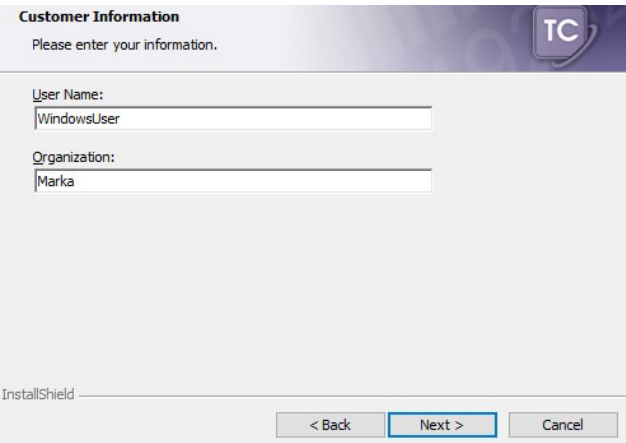 Customer Information
Please enter your information.
TC
User Name:
WindowsUser
Organization:
Marka
InstallShield
< Back
Next >
Cancel